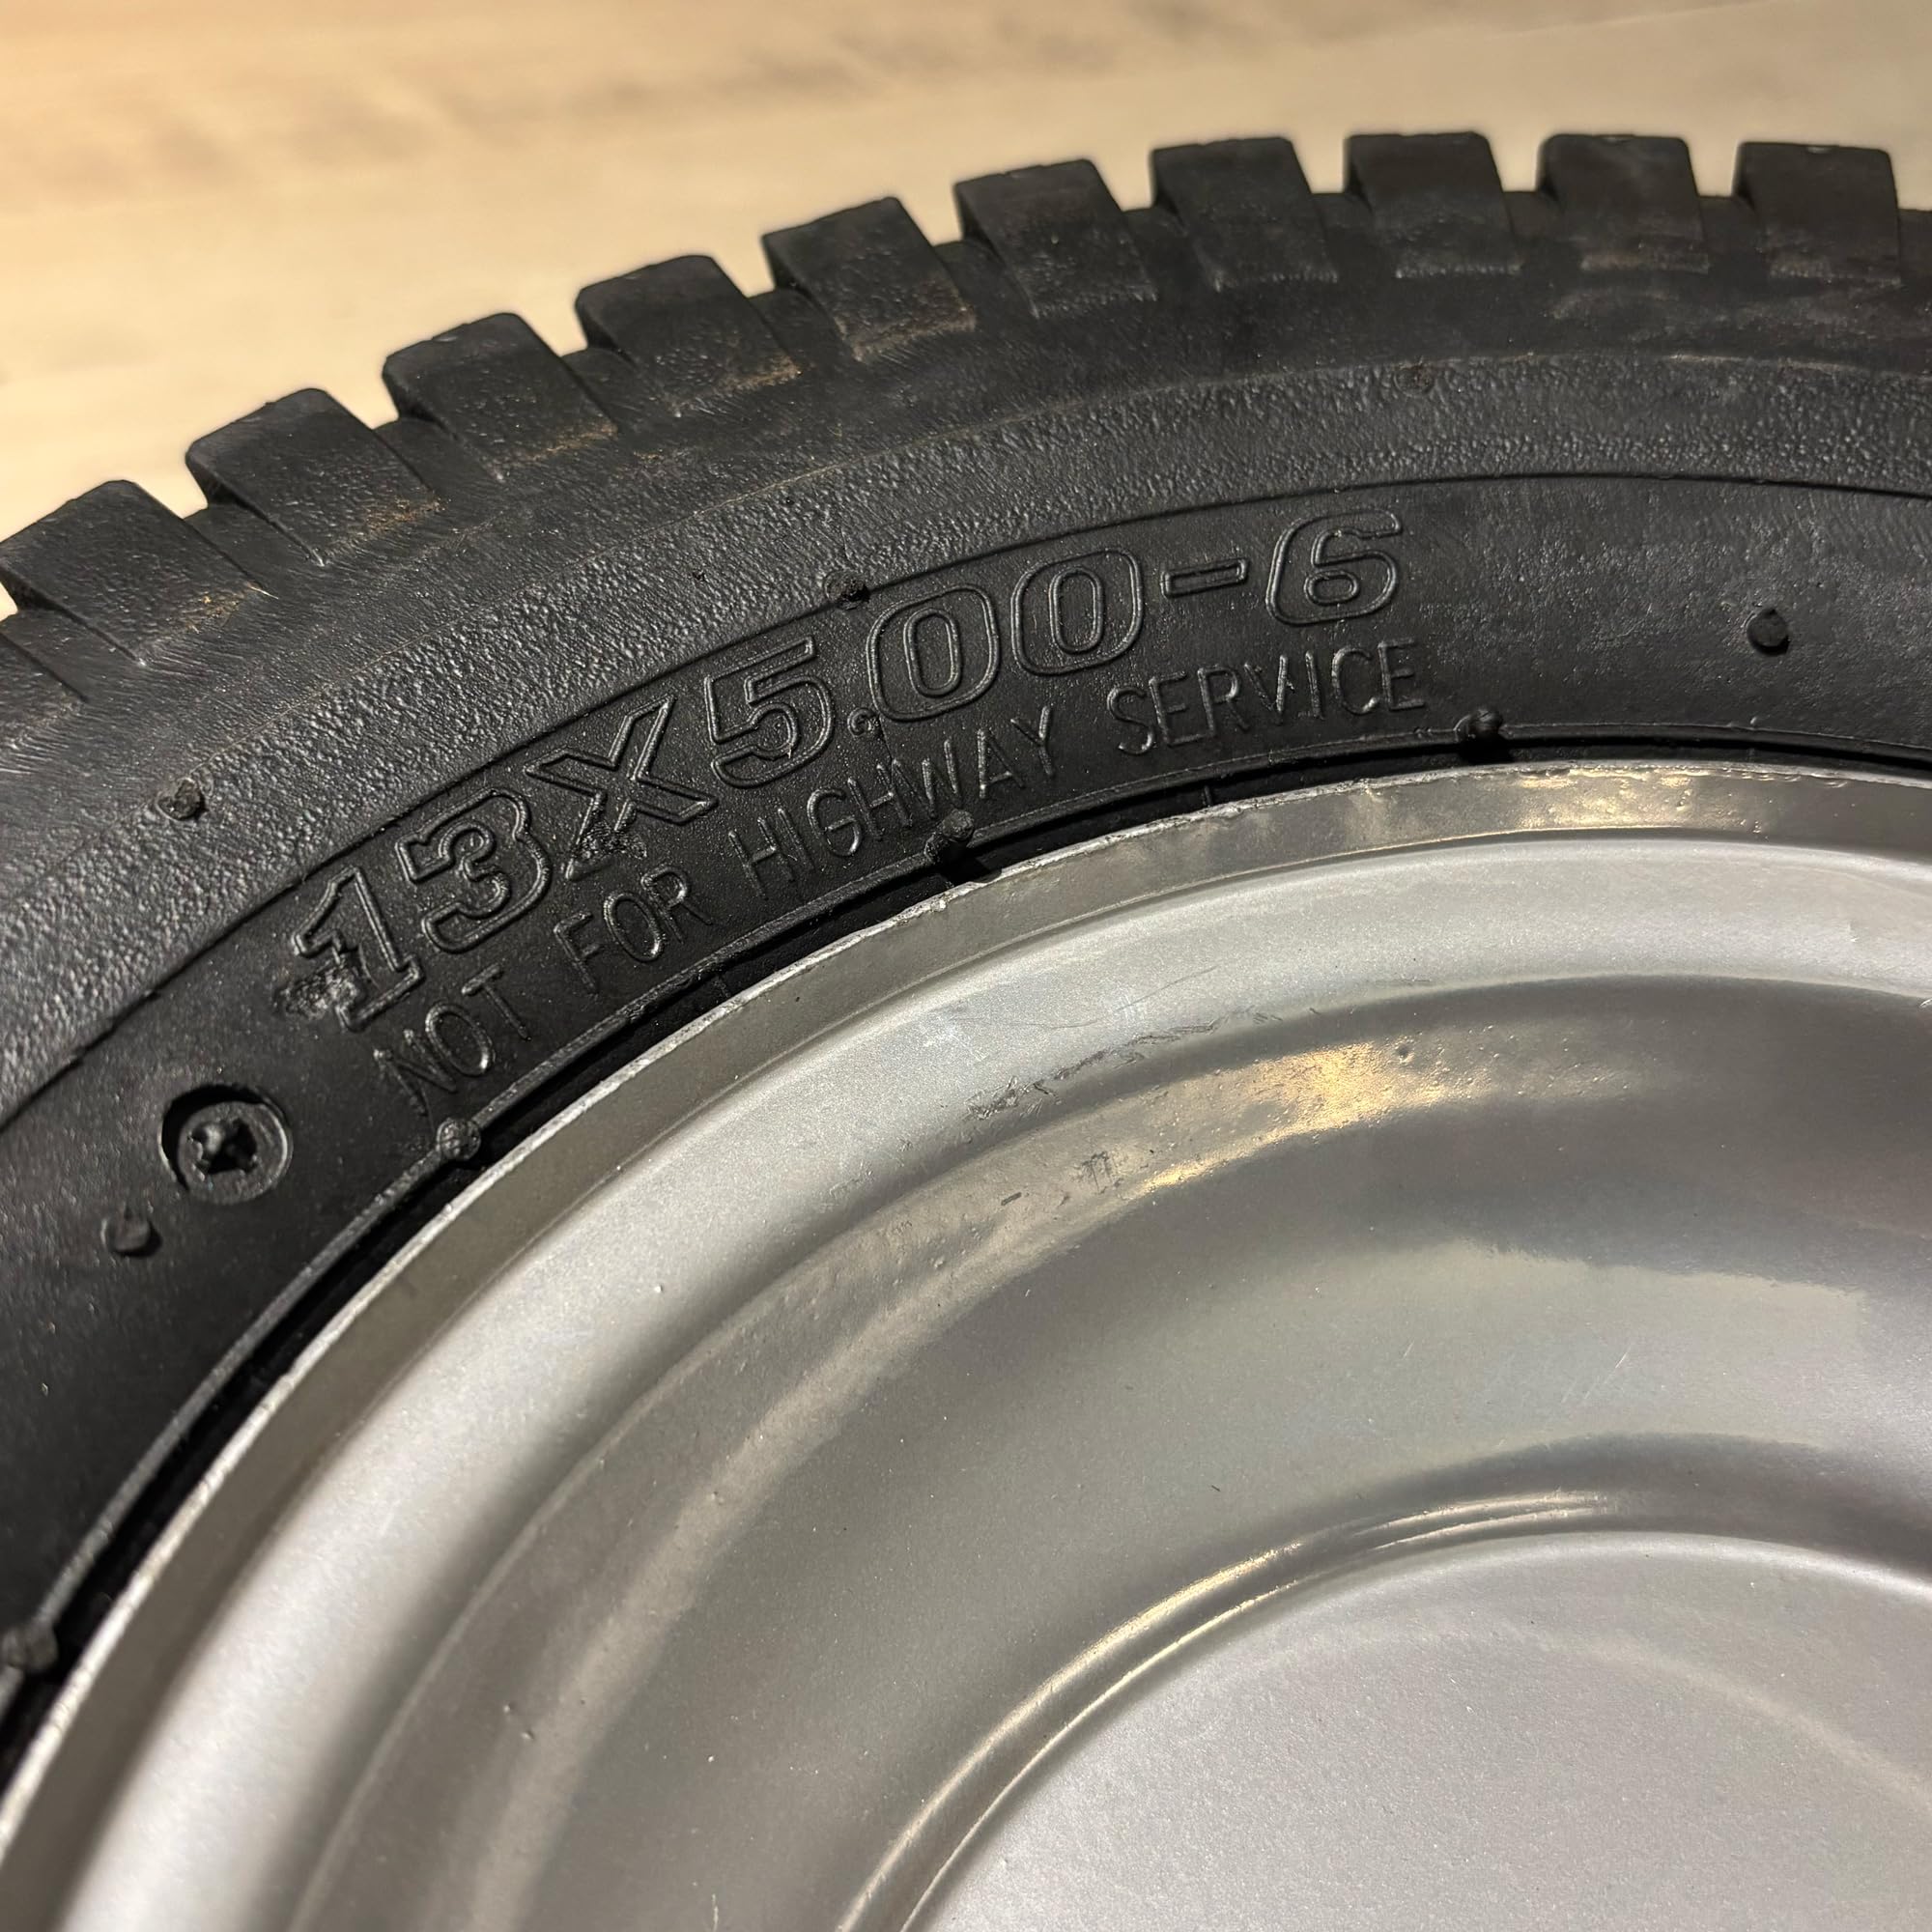 13X5.00-6
NOT FOR HIGHWAY SERVICE